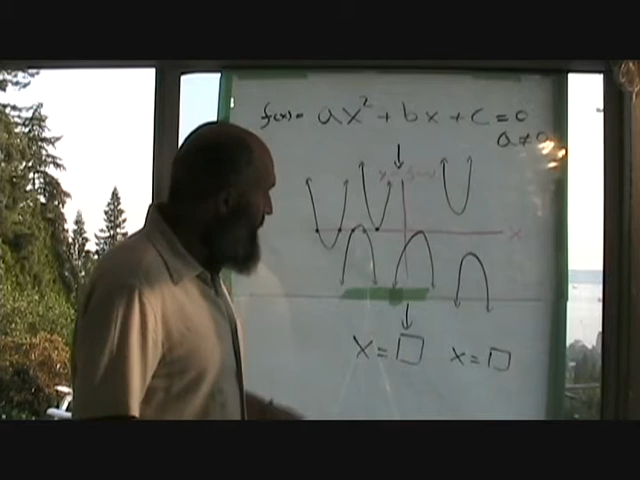 f(x) = ax² + bx + c = 0
a ≠ 0
x
x = □ x = □